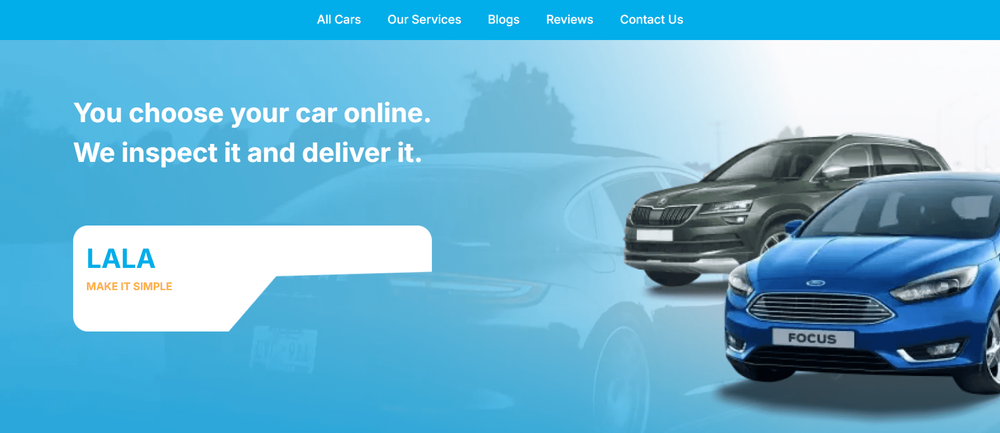 All Cars
Our Services
Blogs
Reviews
Contact Us
You choose your car online.
We inspect it and deliver it.
LALA
MAKE IT SIMPLE
FOCUS